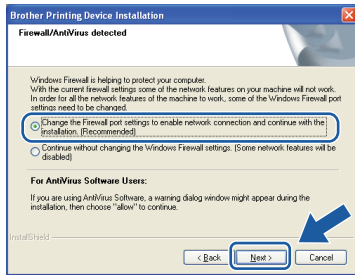 Brother Printing Device Installation
Firewall/AntiVirus detected
Windows Firewall is helping to protect your computer.
With the current firewall settings some of the network features on your machine will not work.
In order for all the network features of the machine to work, some of the Windows Firewall port
settings need to be changed.
Change the Firewall port settings to enable network connection and continue with the
installation. (Recommended)
Continue without changing the Windows Firewall settings. (Some network features will be
disabled)
For AntiVirus Software Users:
If you are using AntiVirus Software, a warning dialog window might appear during the
installation, then choose "allow" to continue.
InstallShield
< Back
Next >
Cancel